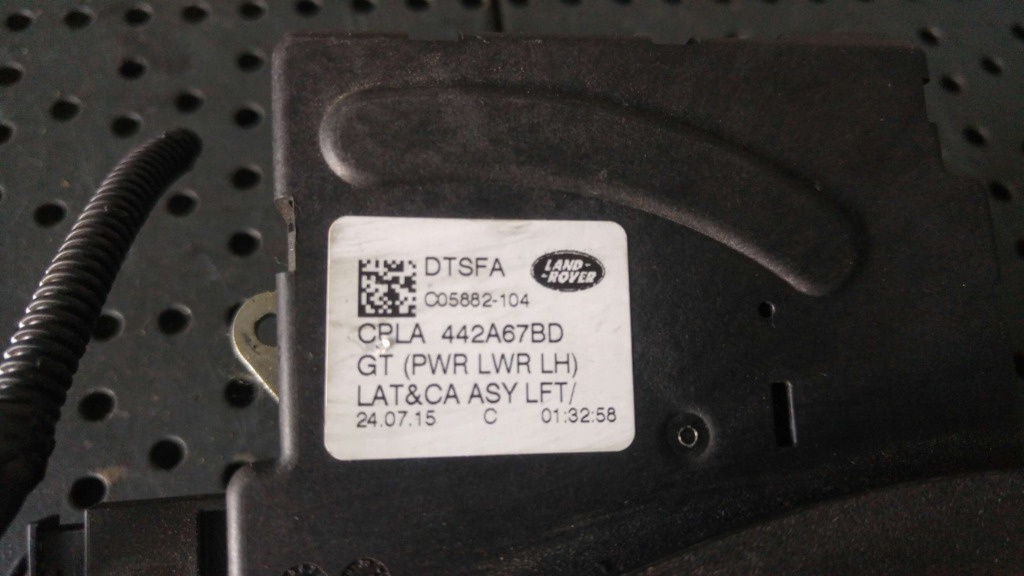 DTSFA
LAND-
-ROVER
C05882-104
CPLA 442A67BD
GT (PWR LWR LH)
LAT&CA ASY LFT/
24.07.15 C 01:32:58